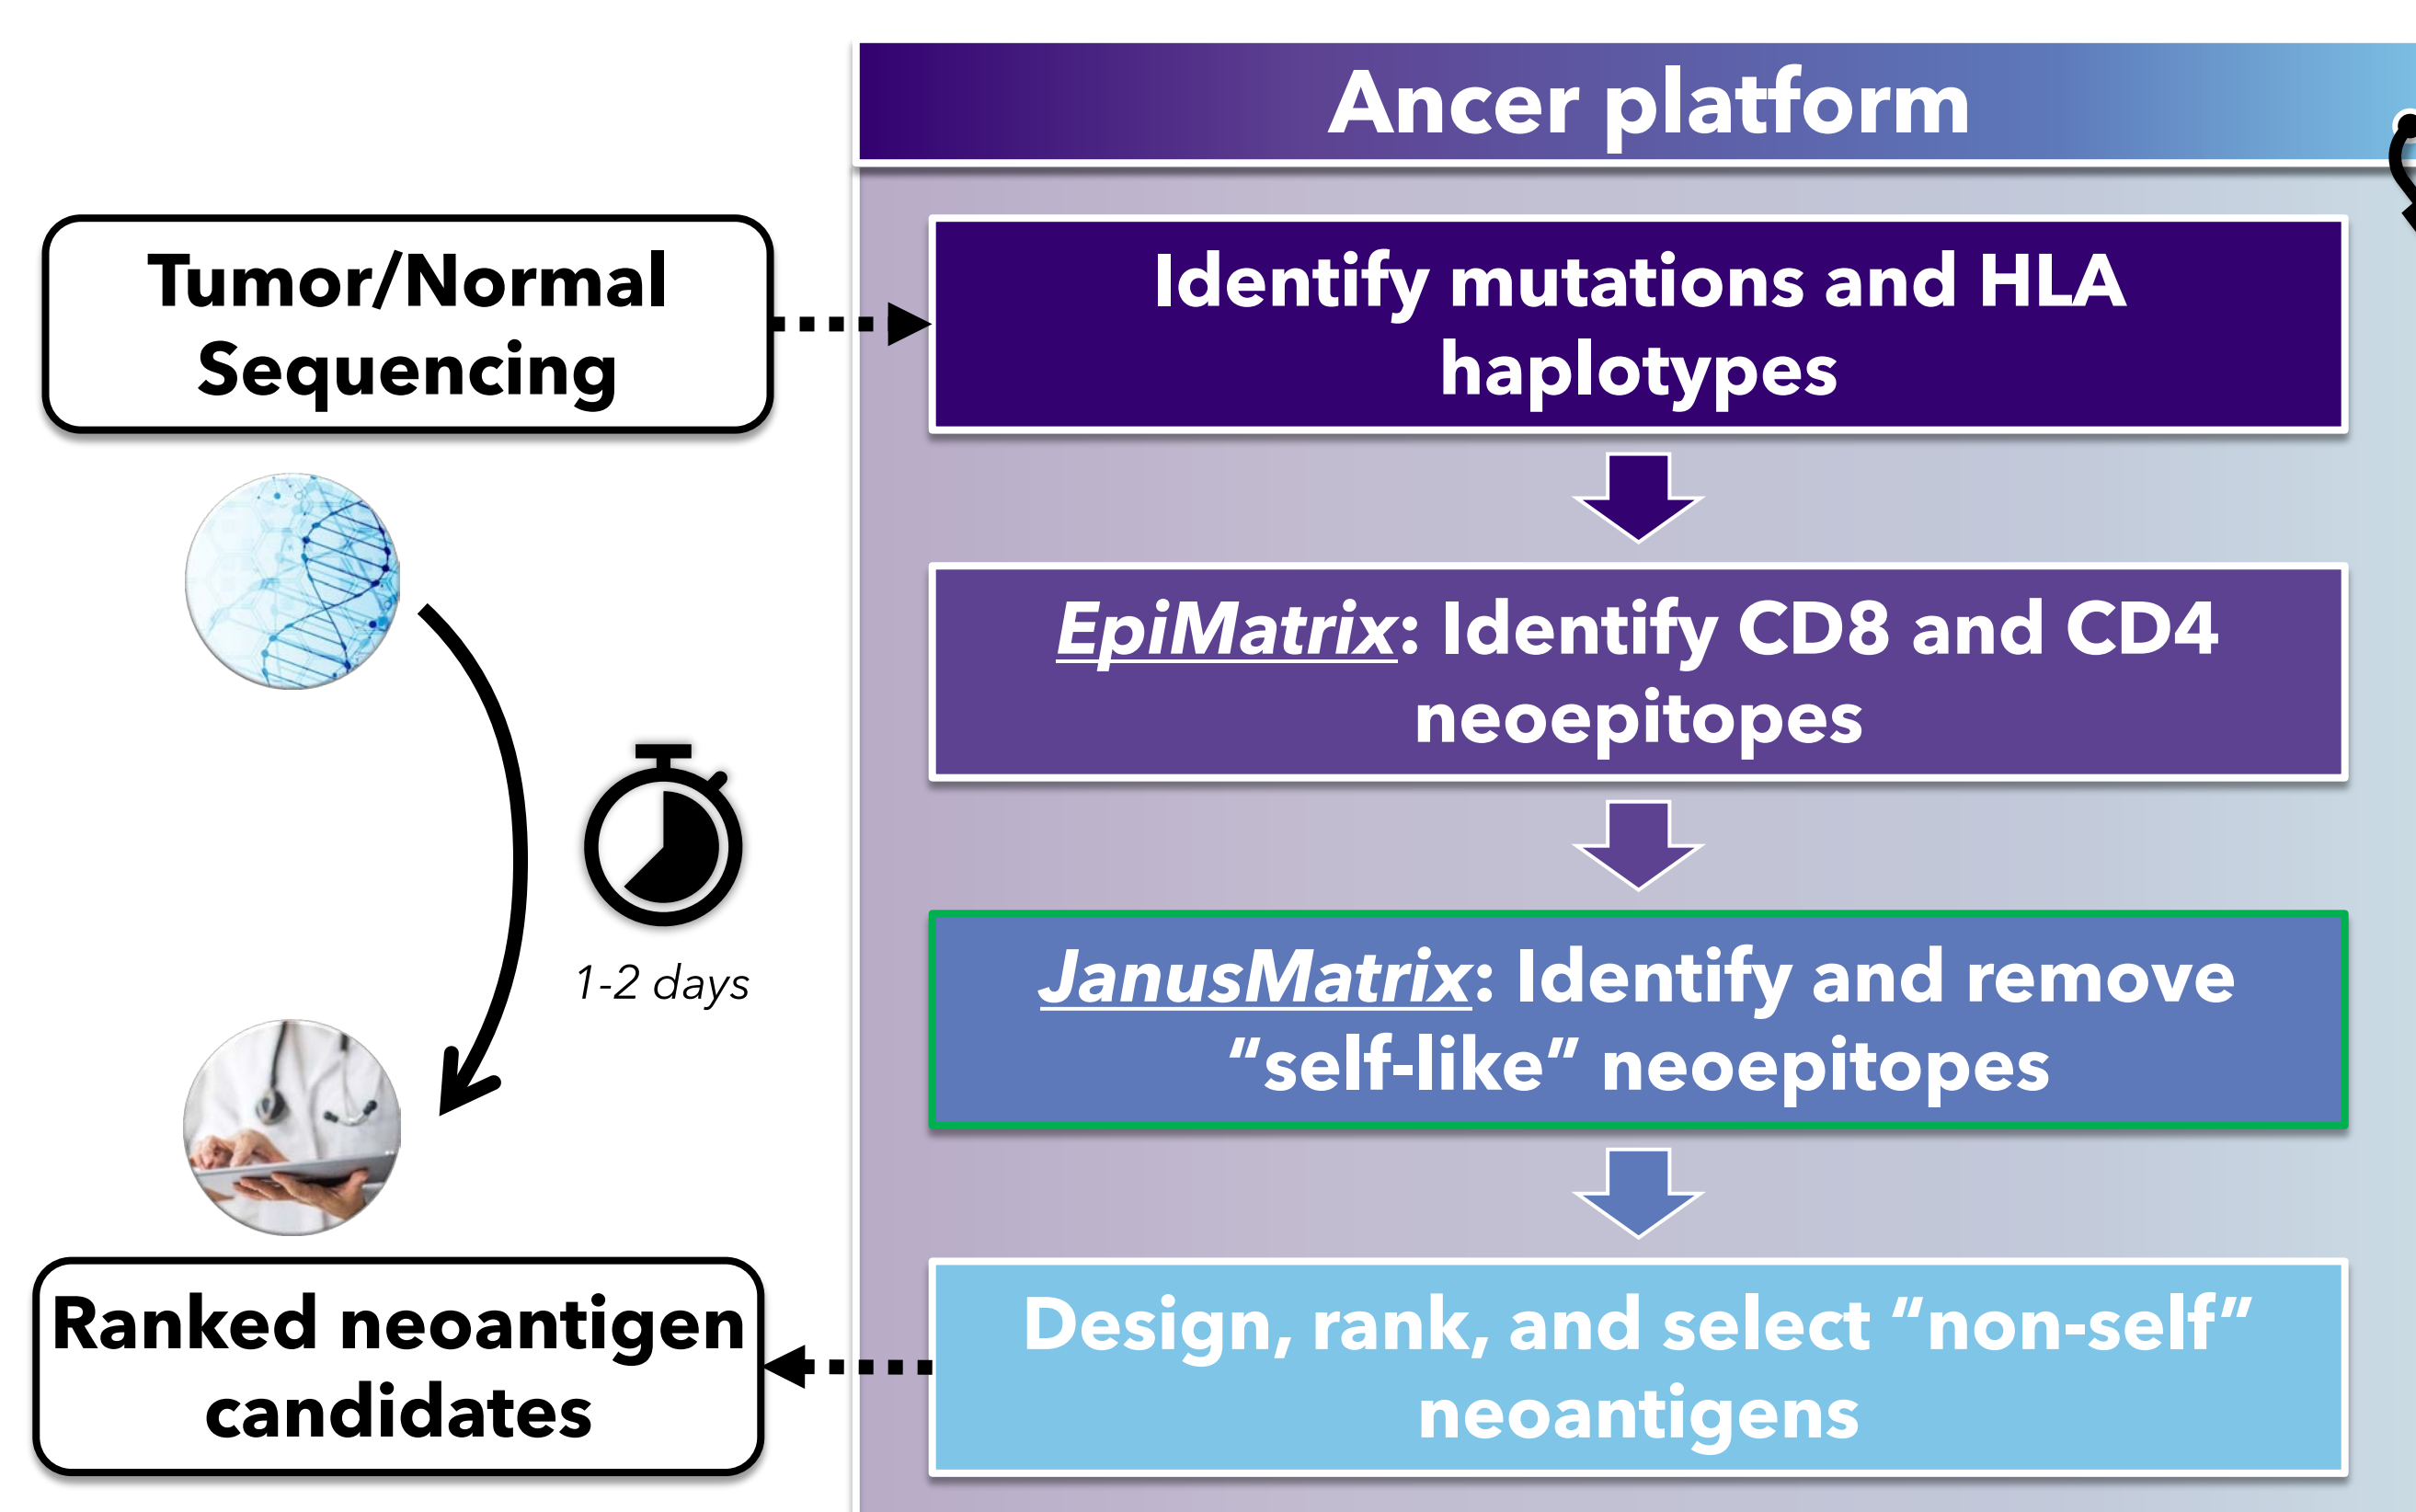 Ancer platform
Tumor/Normal
Sequencing
Identify mutations and HLA
haplotypes
EpiMatrix: Identify CD8 and CD4
neoepitopes
1-2 days
JanusMatrix: Identify and remove
“self-like” neoepitopes
Ranked neoantigen
candidates
Design, rank, and select “non-self”
neoantigens